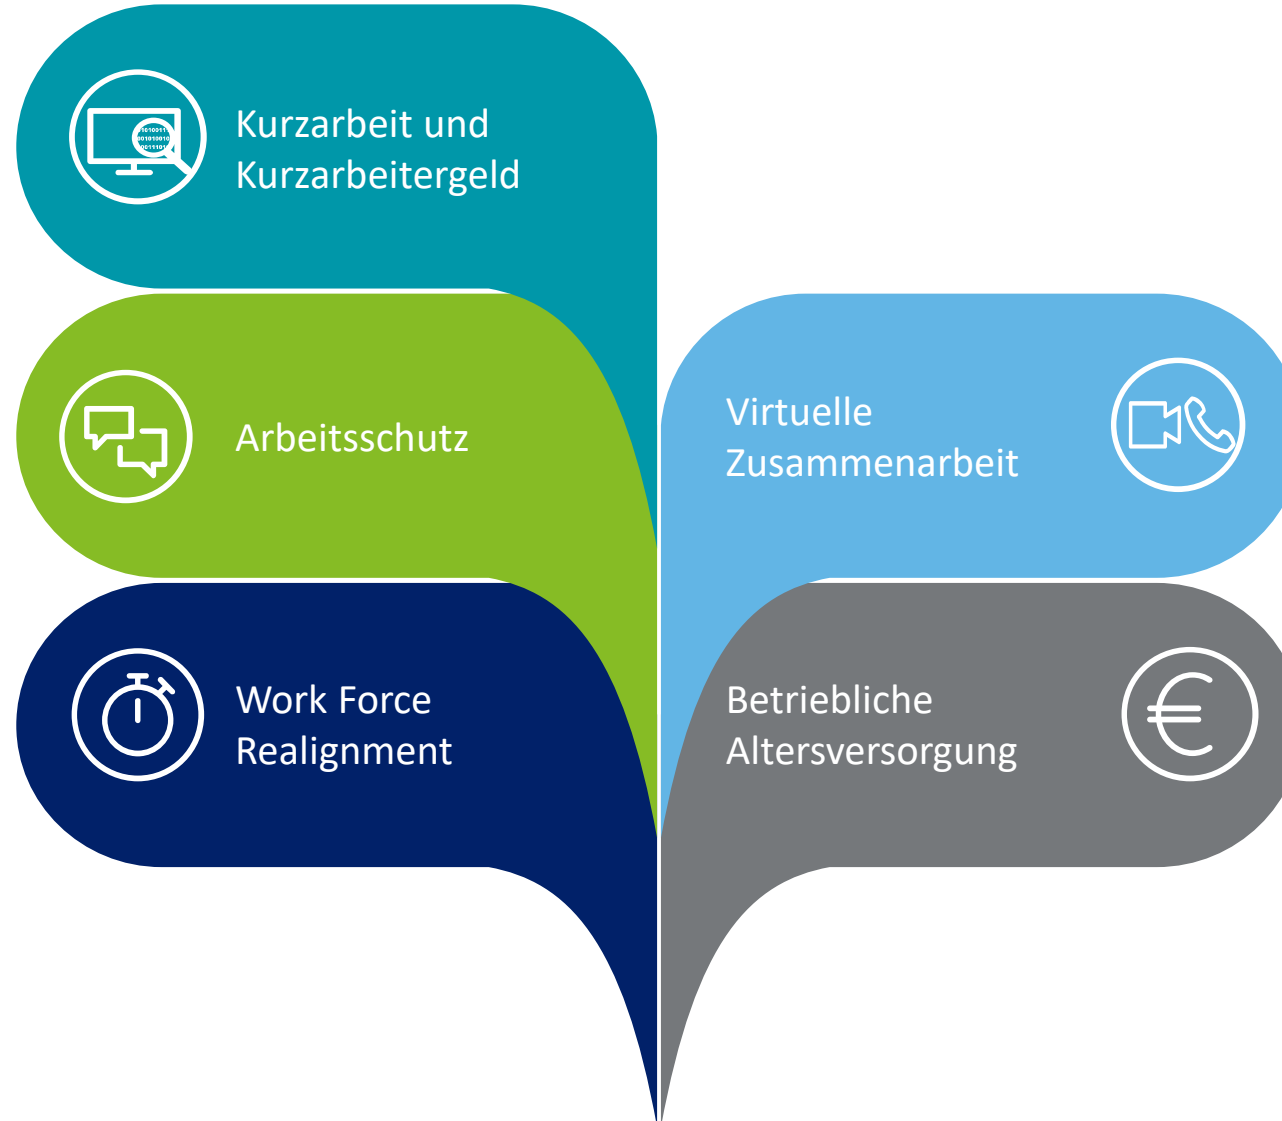 Kurzarbeit und
Kurzarbeitergeld
Arbeitsschutz
Work Force
Realignment
Virtuelle
Zusammenarbeit
Betriebliche
Altersversorgung
€